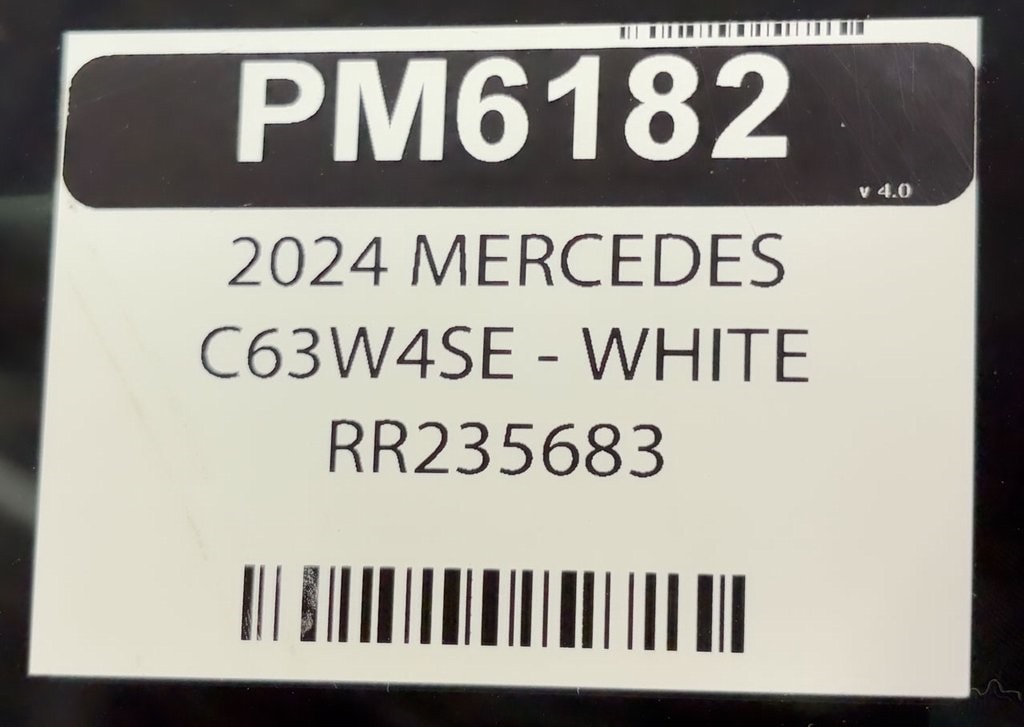 PM6182
v 4.0
2024 MERCEDES
C63W4SE - WHITE
RR235683